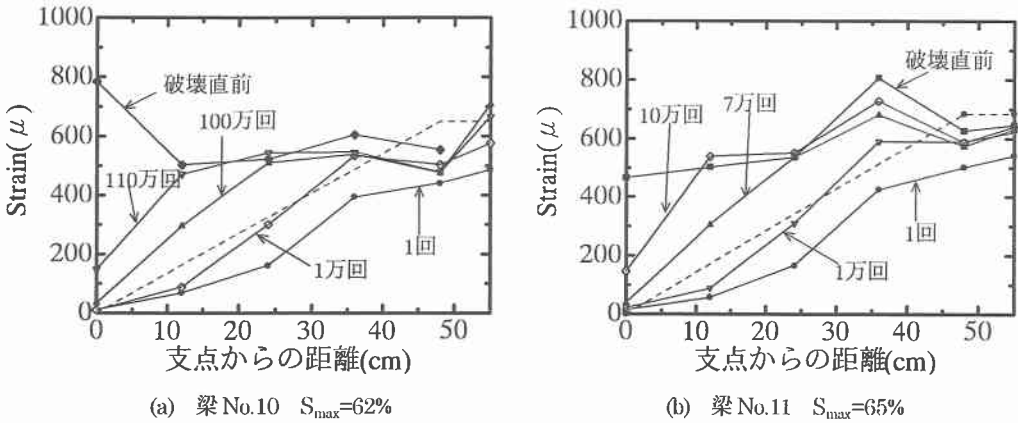 1000
800
600
400
200
0
Strain( μ )
破壊直前
100万回
110万回
1万回
1回
0 10 20 30 40 50
支点からの距離(cm)
(a) 梁 No.10 Smax=62%
1000
800
600
400
200
0
Strain( μ )
破壊直前
10万回
7万回
1回
1万回
0 10 20 30 40 50
支点からの距離(cm)
(b) 梁 No.11 Smax=65%